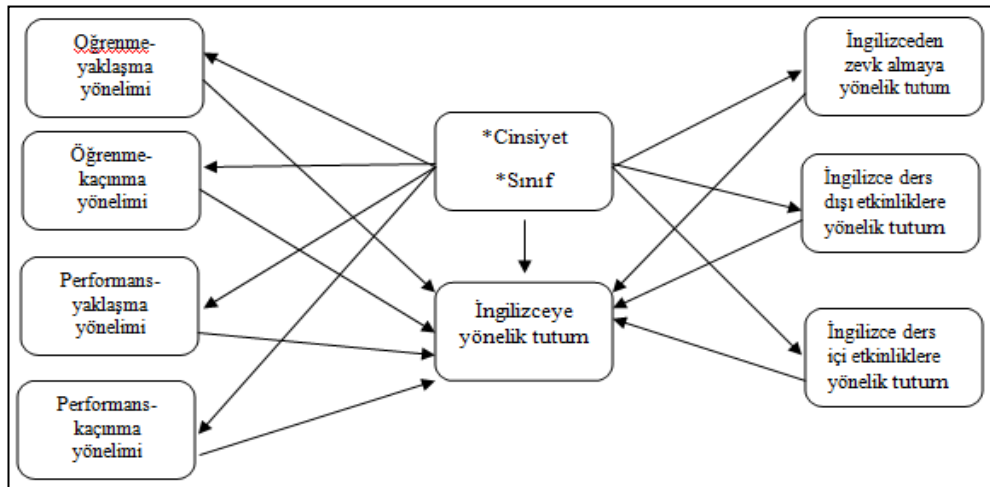 Oğrenme-
yaklaşma
yönelimi
Öğrenme-
kaçınma
yönelimi
Performans-
yaklaşma
yönelimi
Performans-
kaçınma
yönelimi
*Cinsiyet
*Sınıf
İngilizceye
yönelik tutum
İngilizceden
zevk almaya
yönelik tutum
İngilizce ders
dışı etkinliklere
yönelik tutum
İngilizce ders
içi etkinliklere
yönelik tutum